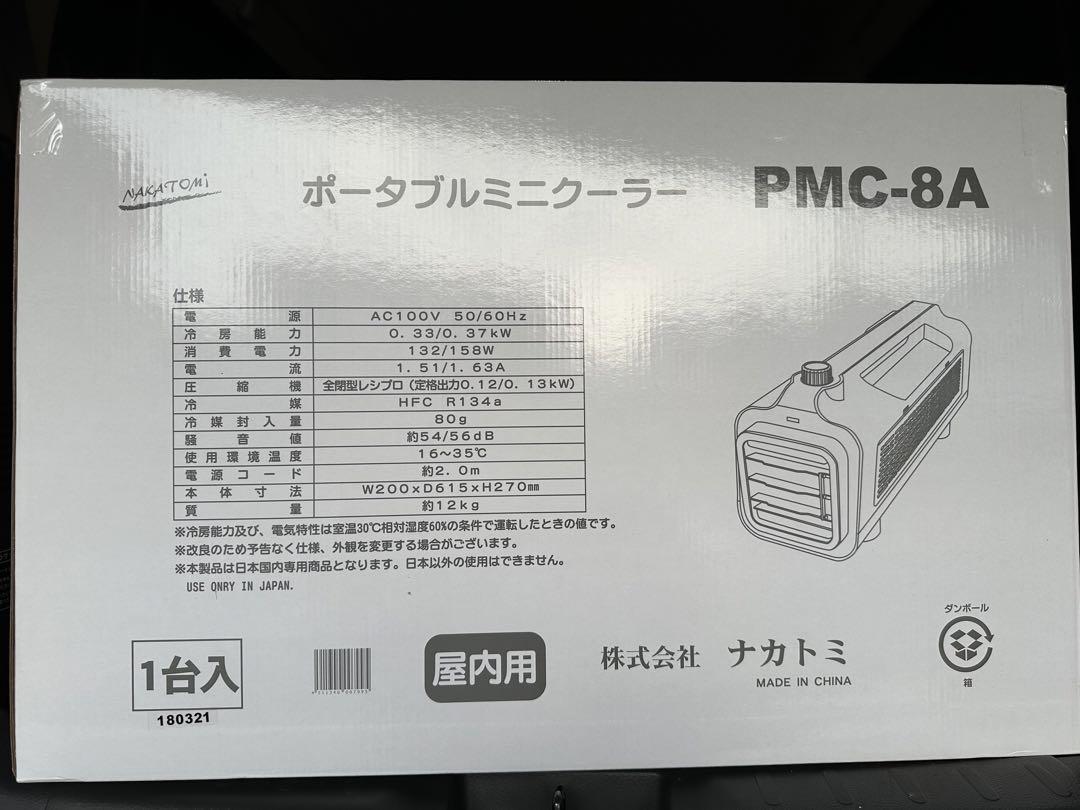 NAKATOMI
ポータブルミニクーラー PMC-8A
仕様
電源 AC100V 50/60Hz
冷房能力 0.33/0.37kW
消費電力 132/158W
電流 1.51/1.63A
圧縮機 全閉型レシプロ（定格出力0.12/0.13kW）
冷媒 HFC R134a
冷媒封入量 80g
騒音値 約54/56dB
使用環境温度 16〜35℃
電源コード 約2.0m
本体寸法 W200xD615xH270mm
質量 約12kg
※冷房能力及び、電気特性は室温30℃相対湿度60%の条件で運転したときの値です。
※改良のため予告なく仕様、外観を変更する場合がございます。
※本製品は日本国内専用商品となります。日本以外の使用はできません。
USE QNRY IN JAPAN.
1台入
180321
屋内用
株式会社 ナカトミ
MADE IN CHINA
ダンボール
箱